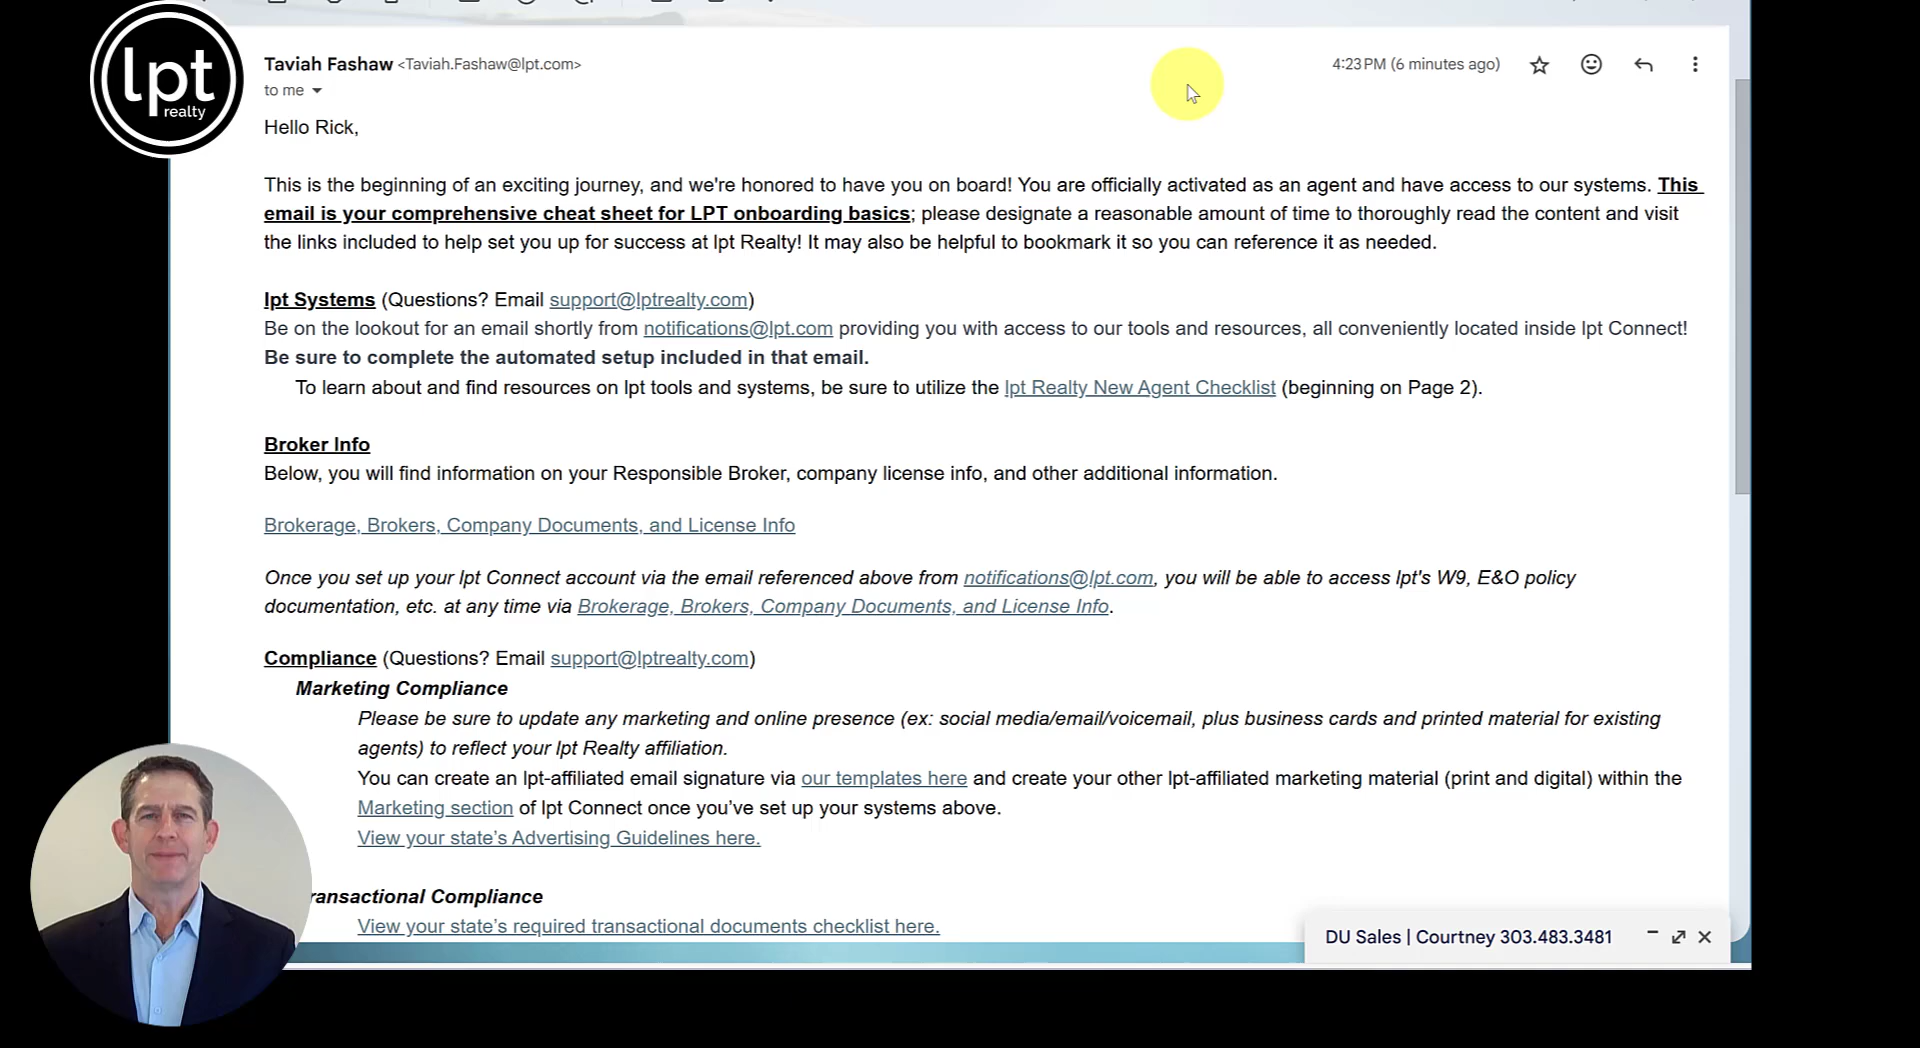 lpt
realty
Taviah Fashaw <Taviah.Fashaw@lpt.com>
4:23 PM (6 minutes ago)
to me
Hello Rick,
This is the beginning of an exciting journey, and we're honored to have you on board! You are officially activated as an agent and have access to our systems. This
email is your comprehensive cheat sheet for LPT onboarding basics; please designate a reasonable amount of time to thoroughly read the content and visit
the links included to help set you up for success at lpt Realty! It may also be helpful to bookmark it so you can reference it as needed.
lpt Systems (Questions? Email support@lptrealty.com)
Be on the lookout for an email shortly from notifications@lpt.com providing you with access to our tools and resources, all conveniently located inside lpt Connect!
Be sure to complete the automated setup included in that email.
To learn about and find resources on lpt tools and systems, be sure to utilize the lpt Realty New Agent Checklist (beginning on Page 2).
Broker Info
Below, you will find information on your Responsible Broker, company license info, and other additional information.
Brokerage, Brokers, Company Documents, and License Info
Once you set up your lpt Connect account via the email referenced above from notifications@lpt.com, you will be able to access lpt's W9, E&O policy
documentation, etc. at any time via Brokerage, Brokers, Company Documents, and License Info.
Compliance (Questions? Email support@lptrealty.com)
Marketing Compliance
Please be sure to update any marketing and online presence (ex: social media/email/voicemail, plus business cards and printed material for existing
agents) to reflect your lpt Realty affiliation.
You can create an lpt-affiliated email signature via our templates here and create your other lpt-affiliated marketing material (print and digital) within the
Marketing section of lpt Connect once you’ve set up your systems above.
View your state’s Advertising Guidelines here.
ransactional Compliance
View your state’s required transactional documents checklist here.
DU Sales | Courtney 303.483.3481